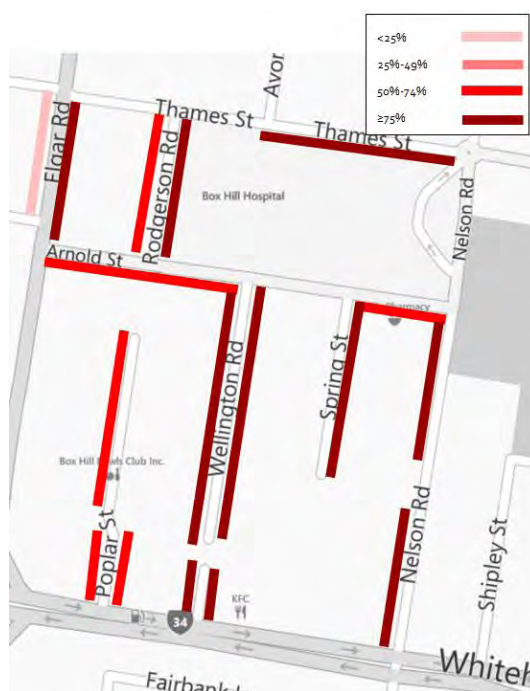 <25%
25%-49%
50%-74%
≥75%
Avon
Thames St
Thames St
Elgar Rd
Rodgerson Rd
Box Hill Hospital
Nelson Rd
Arnold St
Pharmacy
Wellington Rd
Spring St
Box Hill Bowls Club Inc.
Poplar St
Nelson Rd
Shipley St
KFC
34
Whiteh
Fairbank